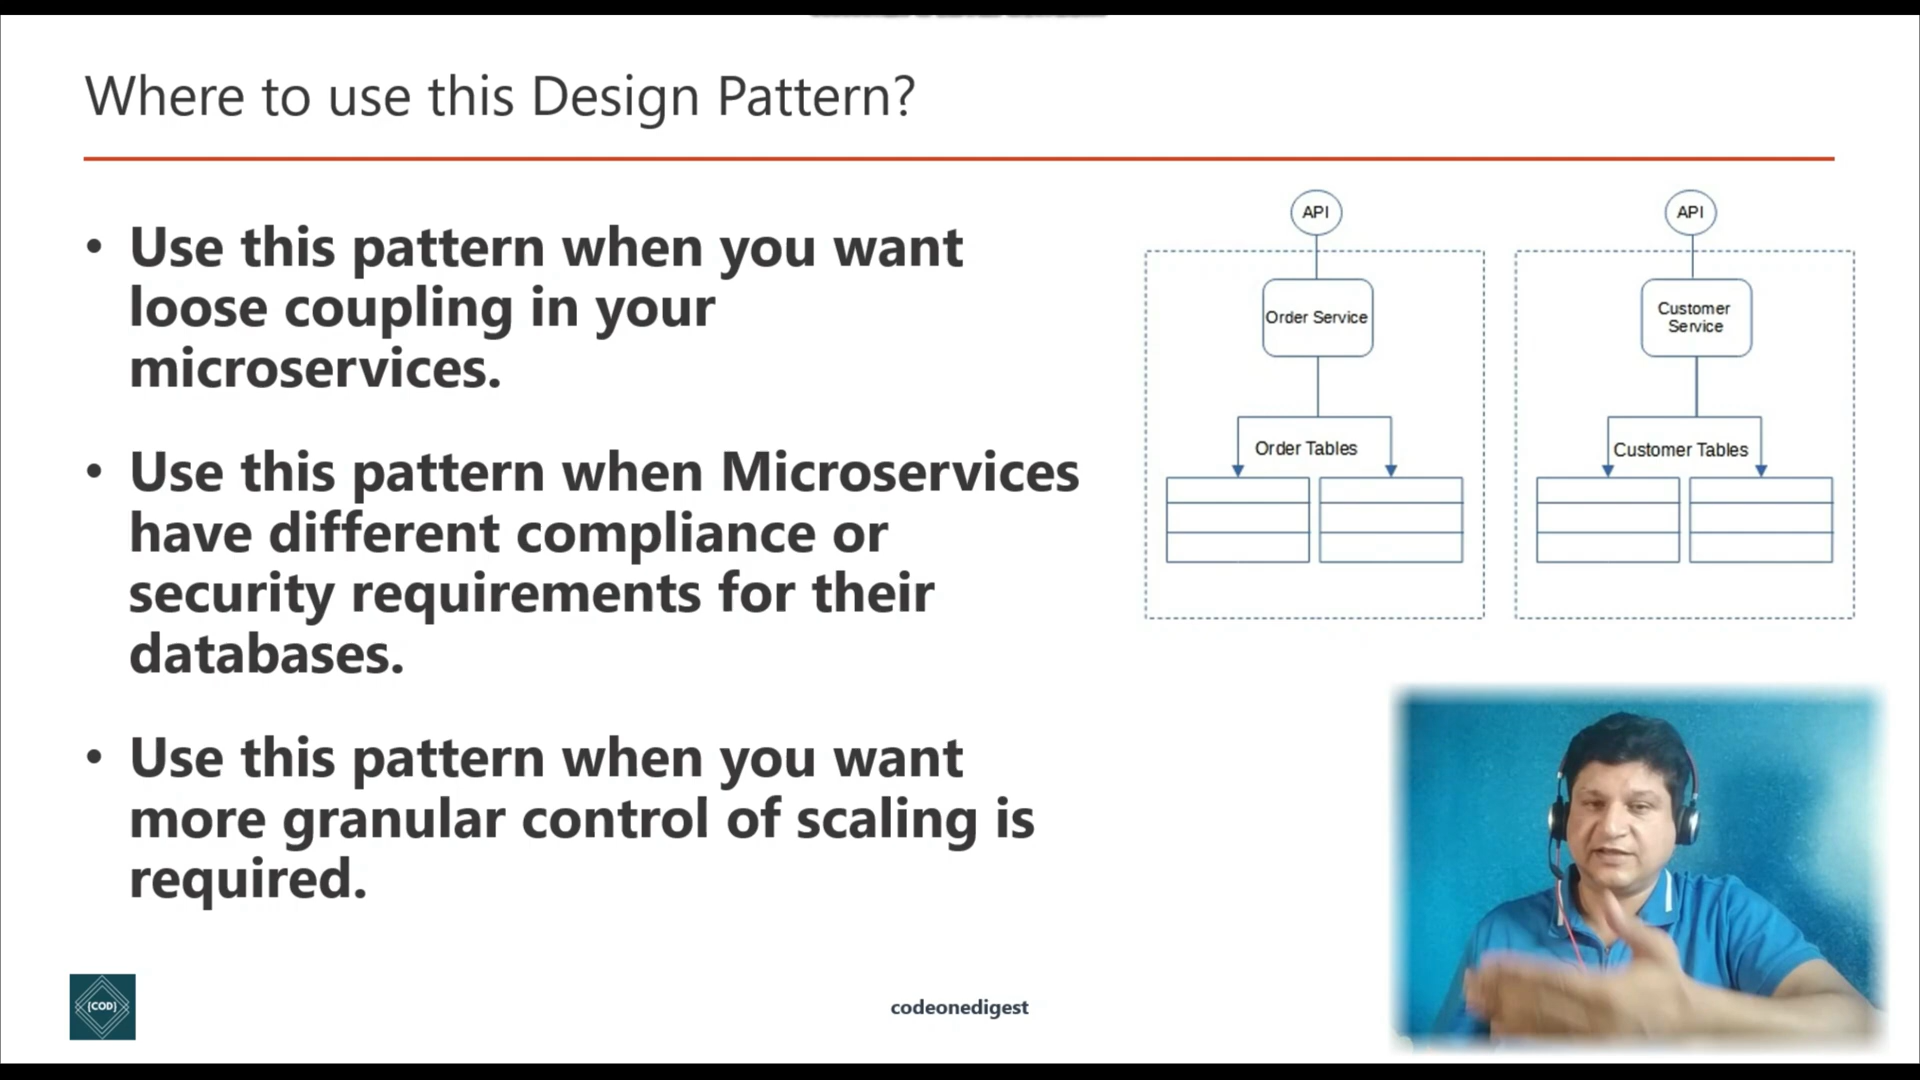 Where to use this Design Pattern?
• Use this pattern when you want
loose coupling in your
microservices.
• Use this pattern when Microservices
have different compliance or
security requirements for their
databases.
• Use this pattern when you want
more granular control of scaling is
required.
API
Order Service
Order Tables
API
Customer
Service
Customer Tables
{COD}
codeonedigest